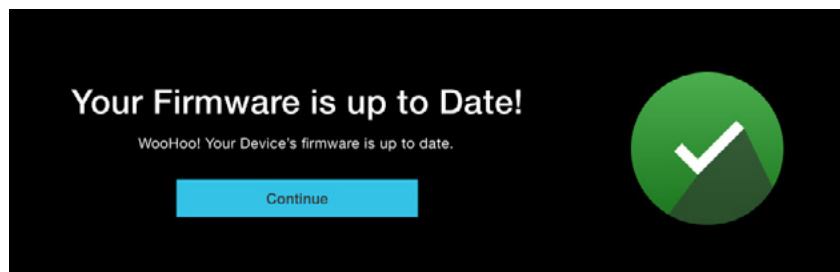 Your Firmware is up to Date!
WooHoo! Your Device's firmware is up to date.
Continue